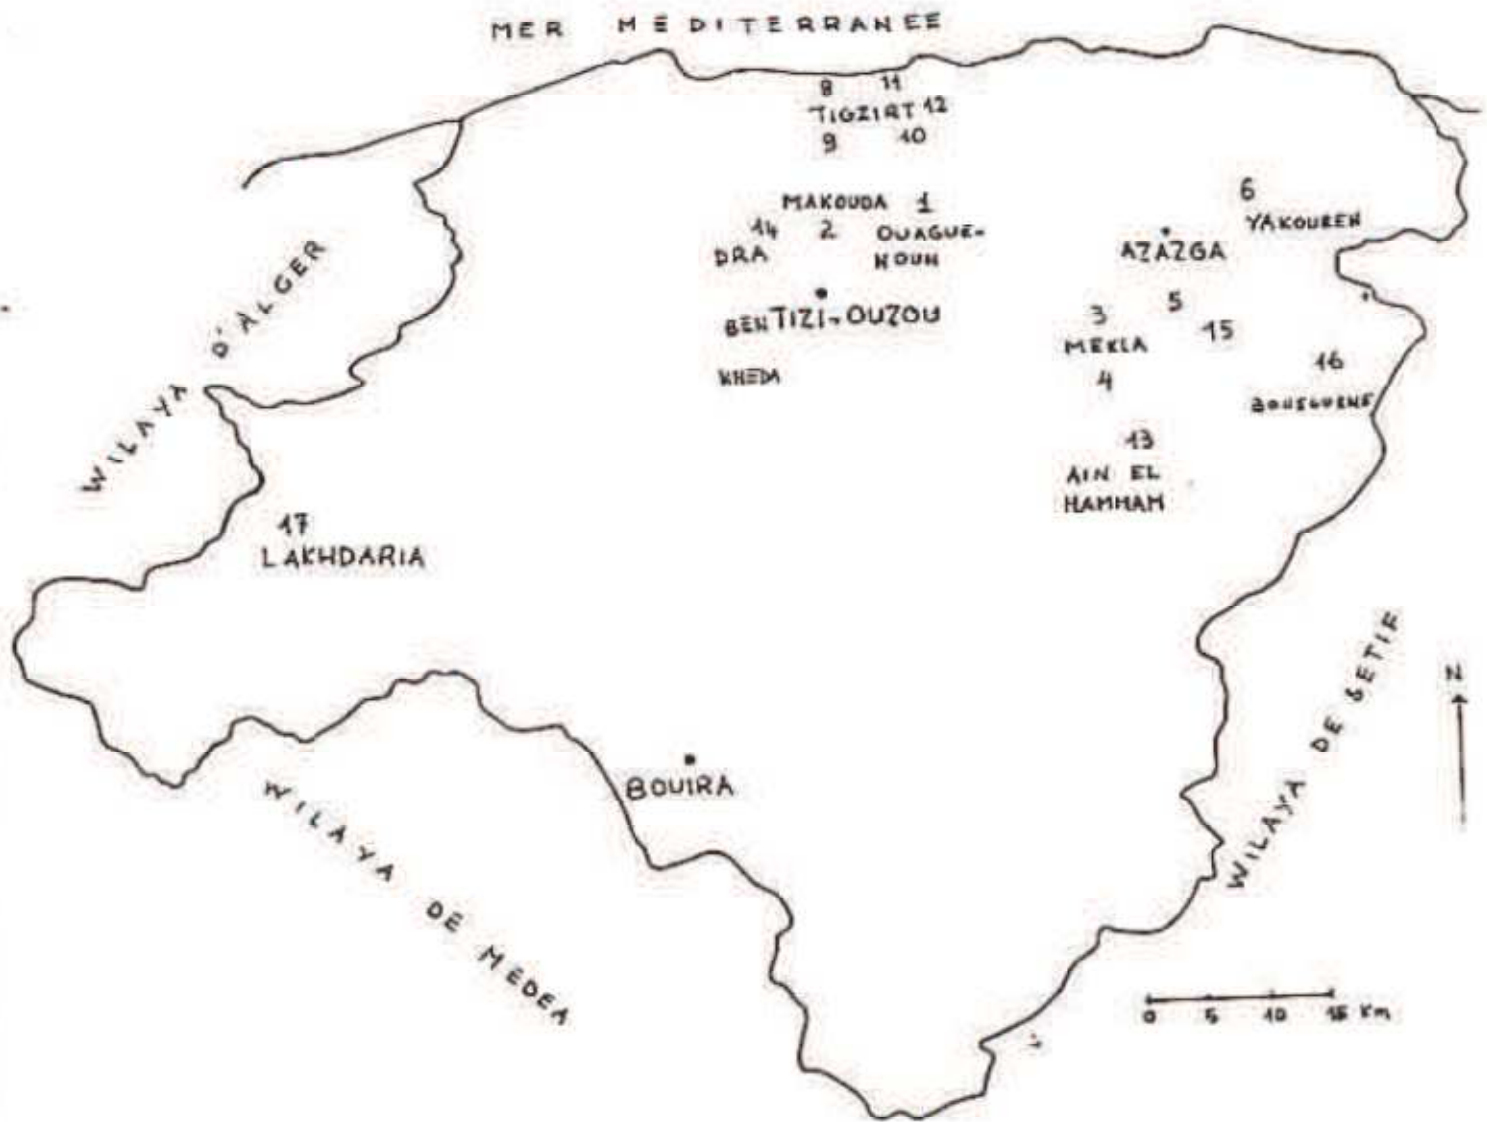 MER MEDITERRANEE
8 11
TIGZIRT 12
9 10
MAKOUDA 1
14 2 OUAGUE-
DRA NOUN
6
YAKOUREN
AZAZGA
BEN TIZI-OUZOU
KHEDA
3 5
15
MEKLA
4
16
13
AIN EL
HAMMAM
WILAYA D'ALGER
17
LAKHDARIA
BOUIRA
WILAYA DE MEDEA
WILAYA DE SETIF
N
0 5 10 15 Km